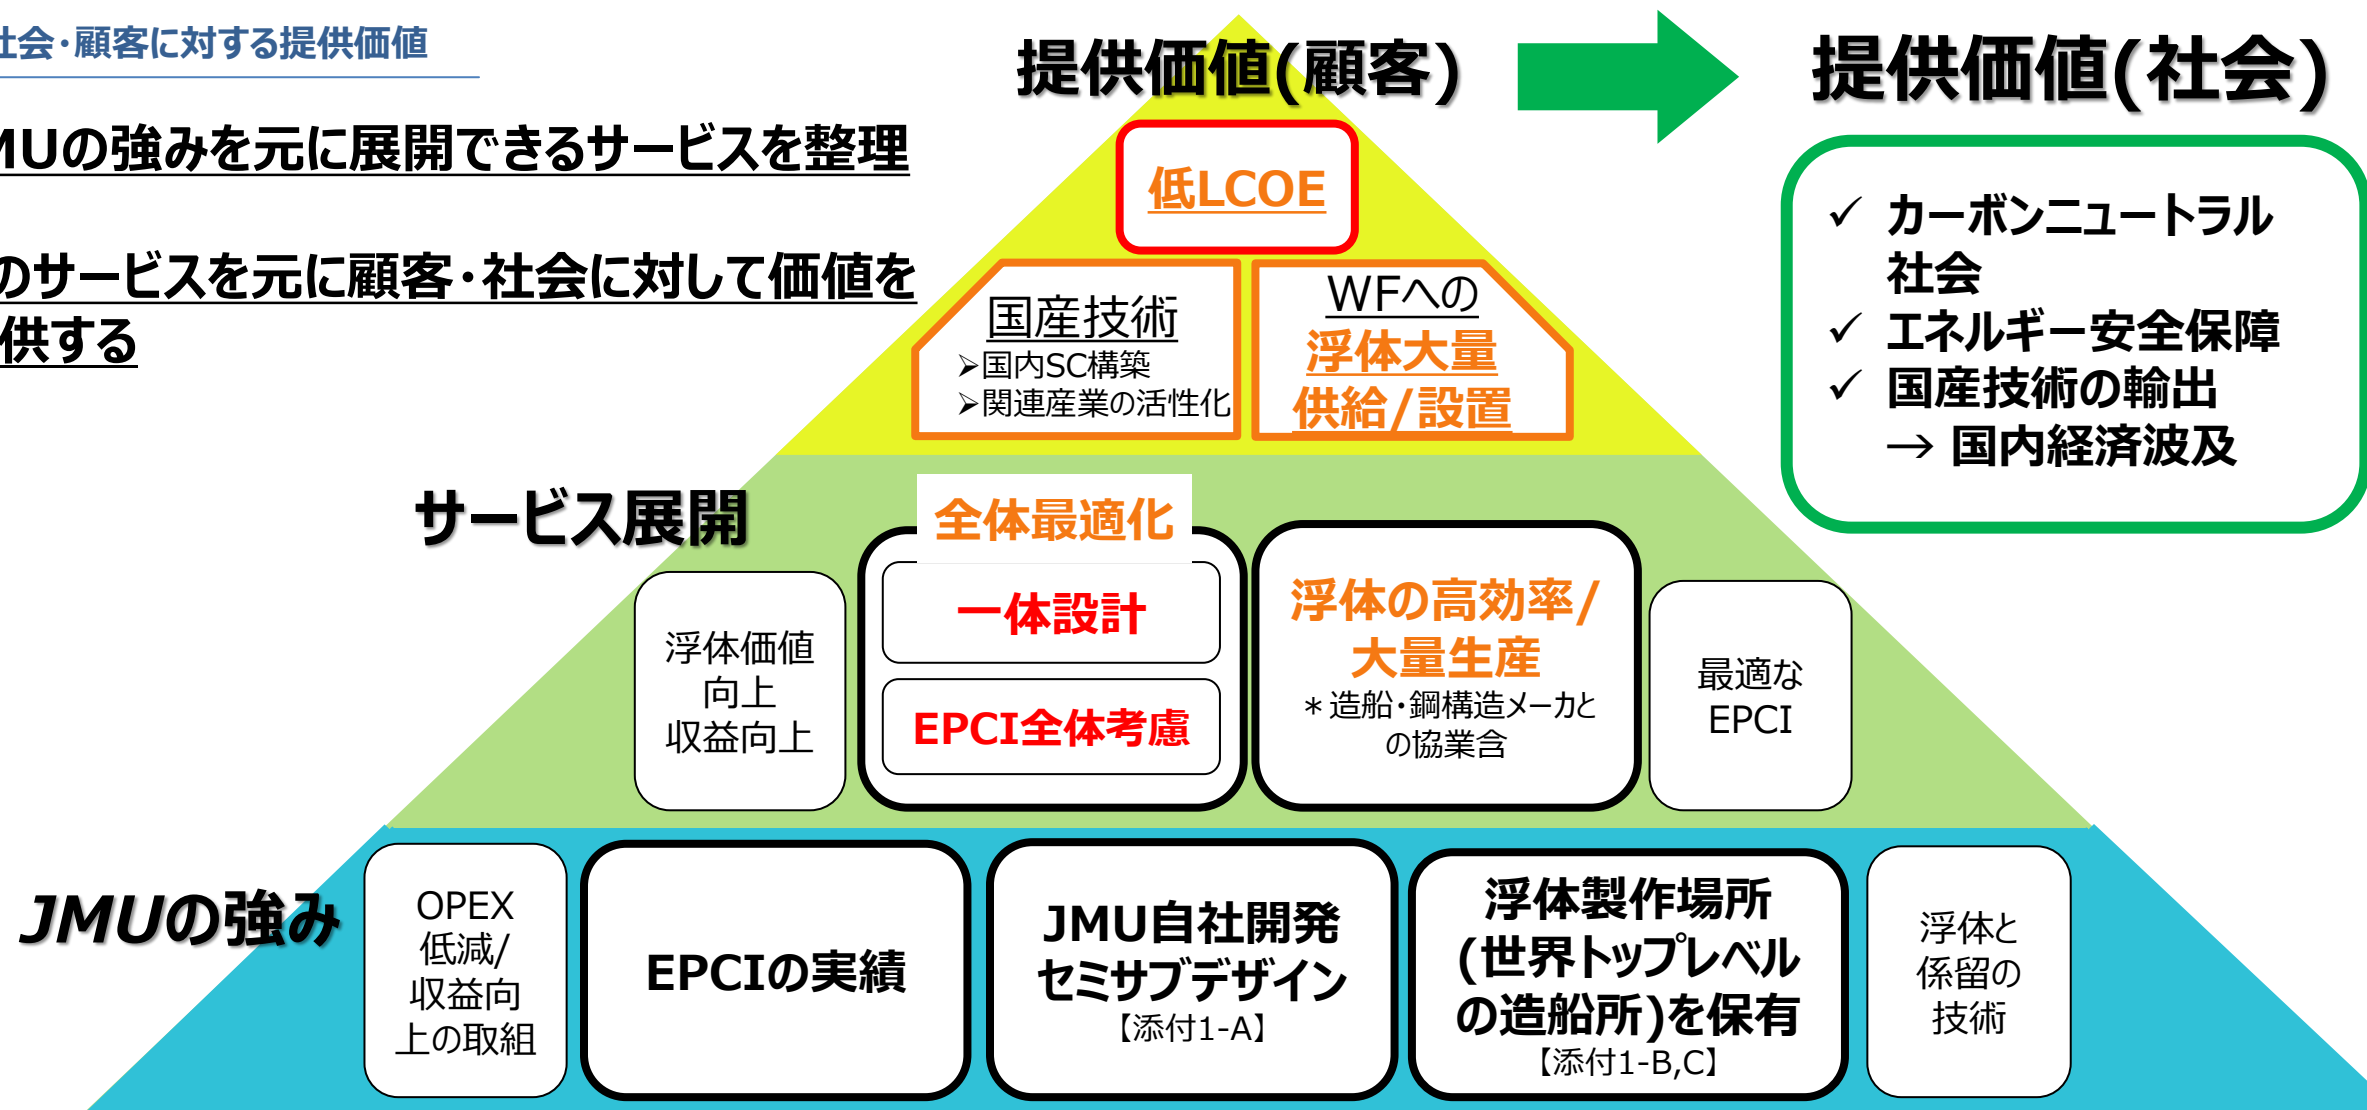 社会・顧客に対する提供価値
MUの強みを元に展開できるサービスを整理
のサービスを元に顧客・社会に対して価値を
供する
提供価値(顧客)
提供価値(社会)
低LCOE
国産技術
➢国内SC構築
➢関連産業の活性化
WFへの
浮体大量
供給/設置
✓ カーボンニュートラル
社会
✓ エネルギー安全保障
✓ 国産技術の輸出
→ 国内経済波及
サービス展開
浮体価値
向上
収益向上
全体最適化
一体設計
EPCI全体考慮
浮体の高効率/
大量生産
＊造船・鋼構造メーカと
の協業含
最適な
EPCI
JMUの強み
OPEX
低減/
収益向
上の取組
EPCIの実績
JMU自社開発
セミサブデザイン
【添付1-A】
浮体製作場所
(世界トップレベル
の造船所)を保有
【添付1-B,C】
浮体と
係留の
技術